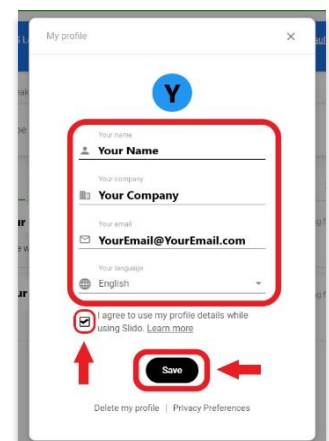 My profile
Y
Your name
Your Name
Your company
Your Company
Your email
YourEmail@YourEmail.com
Your language
English
I agree to use my profile details while
using Slido. Learn more
Save
Delete my profile | Privacy Preferences